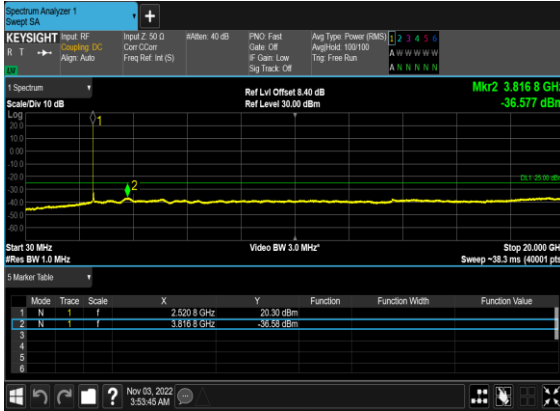 Spectrum Analyzer 1
Swept SA
+
KEYSIGHT Input: RF Input Z: 50 Ω #Atten: 40 dB PNO: Fast Avg Type: Power (RMS) 1 2 3 4 5 6
R T Coupling: DC Corr CCorr Gate: Off Avg|Hold: 100/100 A W W W W W
Align: Auto Freq Ref: Int (S) IF Gain: Low Trig: Free Run
Sig Track: Off A N N N N N
1 Spectrum Ref Lvl Offset 8.40 dB Mkr2 3.816 8 GHz
Scale/Div 10 dB Ref Level 30.00 dBm -36.577 dBm
Log
20.0
10.0
0.00
-10.0
-20.0
-30.0
-40.0
-50.0
-60.0
1
2
DL1 -25.00 dBm
Start 30 MHz Video BW 3.0 MHz* Stop 20.000 GH
#Res BW 1.0 MHz Sweep ~38.3 ms (40001 pts
5 Marker Table
Mode Trace Scale X Y Function Function Width Function Value
1 N 1 f 2.520 8 GHz 20.30 dBm
2 N 1 f 3.816 8 GHz -36.58 dBm
3
4
5
6
? Nov 03, 2022
3:53:45 AM